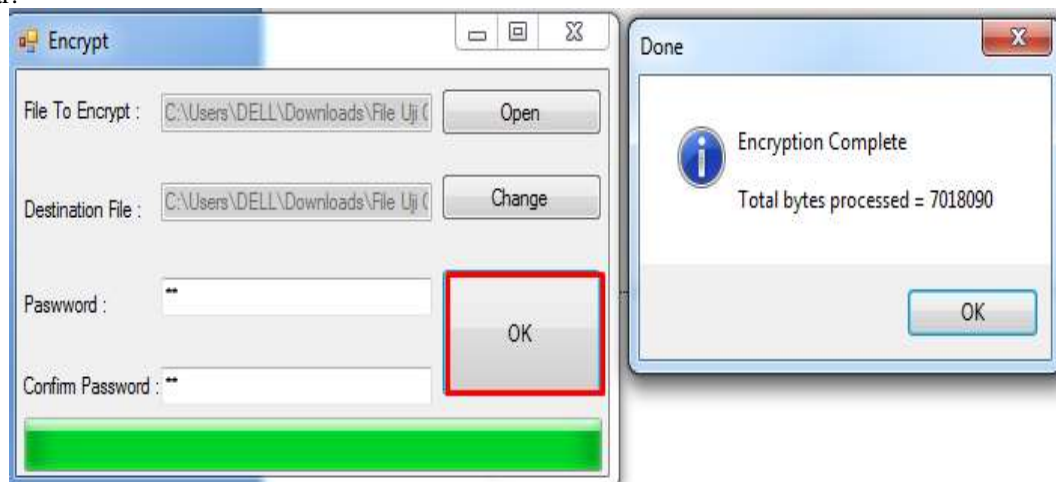 Encrypt
File To Encrypt :
C:\Users\DELL\Downloads\File Uji
Open
Destination File :
C:\Users\DELL\Downloads\File Uji
Change
Paswword :
**
OK
Confirm Password :
**
Done
Encryption Complete
Total bytes processed = 7018090
OK